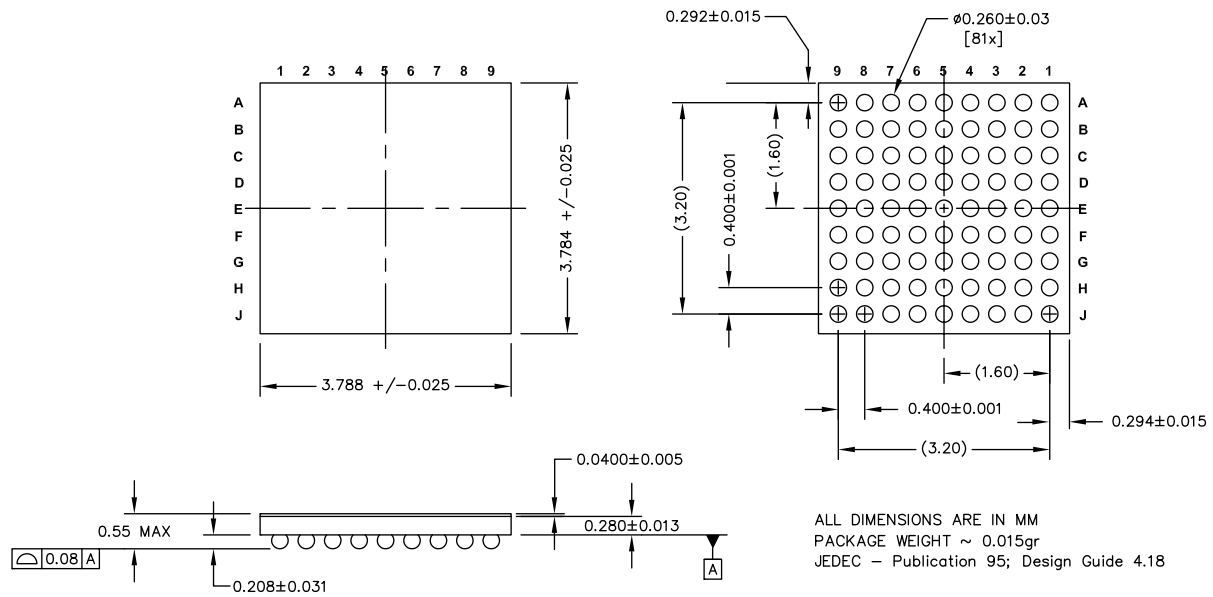 0.292±0.015
ø0.260±0.03
[81x]
1 2 3 4 5 6 7 8 9
9 8 7 6 5 4 3 2 1
A
B
C
D
E
F
G
H
J
3.784 +/-0.025
3.788 +/-0.025
(3.20)
(1.60)
0.400±0.001
A
B
C
D
E
F
G
H
J
(1.60)
0.400±0.001
0.294±0.015
(3.20)
0.0400±0.005
0.55 MAX
0.280±0.013
0.08 A
A
0.208±0.031
ALL DIMENSIONS ARE IN MM
PACKAGE WEIGHT ~ 0.015gr
JEDEC – Publication 95; Design Guide 4.18